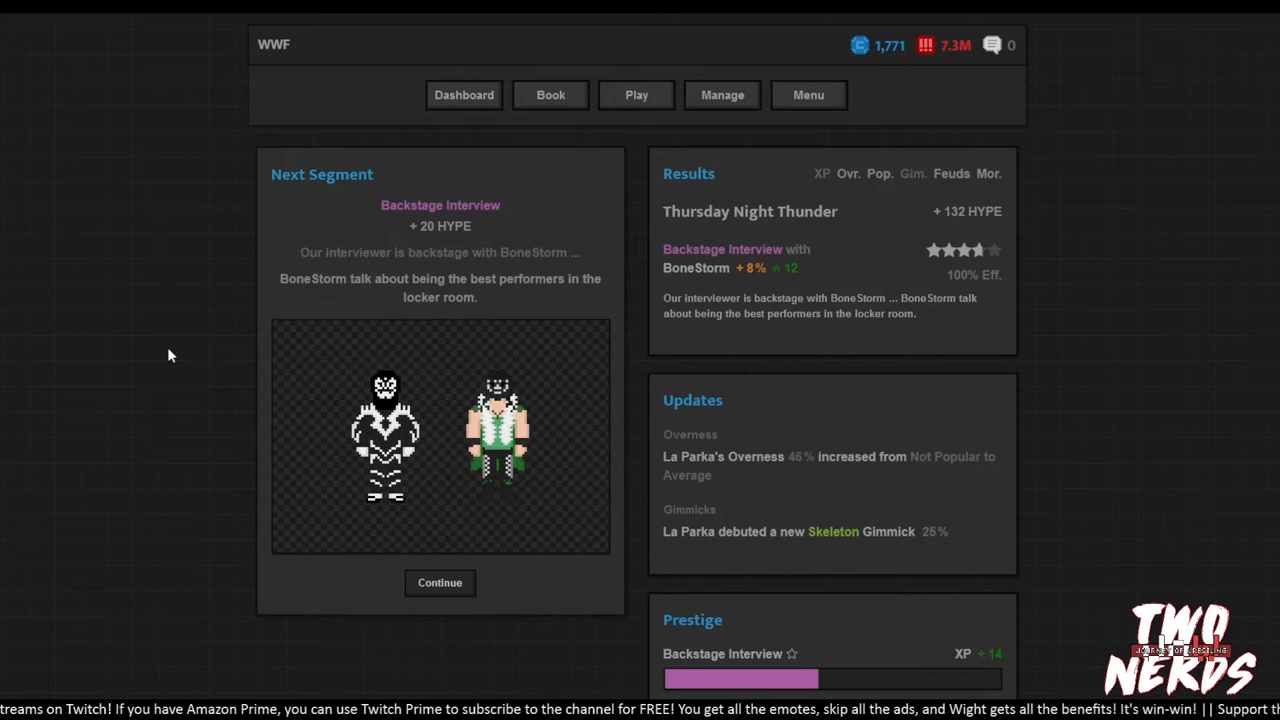 WWF
1,771
7.3M
0
Dashboard
Book
Play
Manage
Menu
Next Segment
Backstage Interview
+ 20 HYPE
Our interviewer is backstage with BoneStorm ...
BoneStorm talk about being the best performers in the
locker room.
Continue
Results
XP Ovr. Pop. Gim. Feuds Mor.
Thursday Night Thunder
+ 132 HYPE
Backstage Interview with
BoneStorm + 8% 12
100% Eff.
Our interviewer is backstage with BoneStorm ... BoneStorm talk
about being the best performers in the locker room.
Updates
Overness
La Parka's Overness 46% increased from Not Popular to
Average
Gimmicks
La Parka debuted a new Skeleton Gimmick 25%
Prestige
Backstage Interview
XP + 14
TWO
JOURNEY OF WRESTLING
NERDS
streams on Twitch! If you have Amazon Prime, you can use Twitch Prime to subscribe to the channel for FREE! You get all the emotes, skip all the ads, and Wight gets all the benefits! It's win-win! || Support th